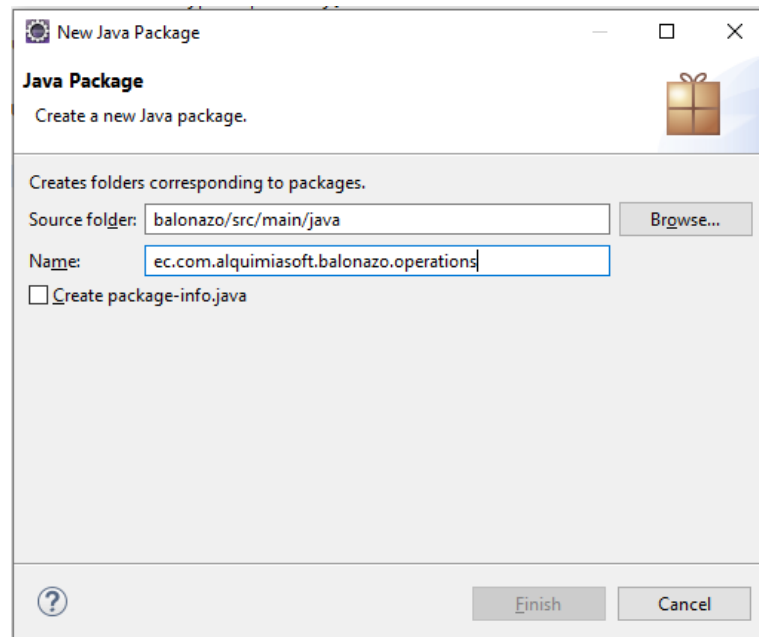 New Java Package
Java Package
Create a new Java package.
Creates folders corresponding to packages.
Source folder: balonazo/src/main/java Browse...
Name: ec.com.alquimiasoft.balonazo.operations
Create package-info.java
? Finish Cancel